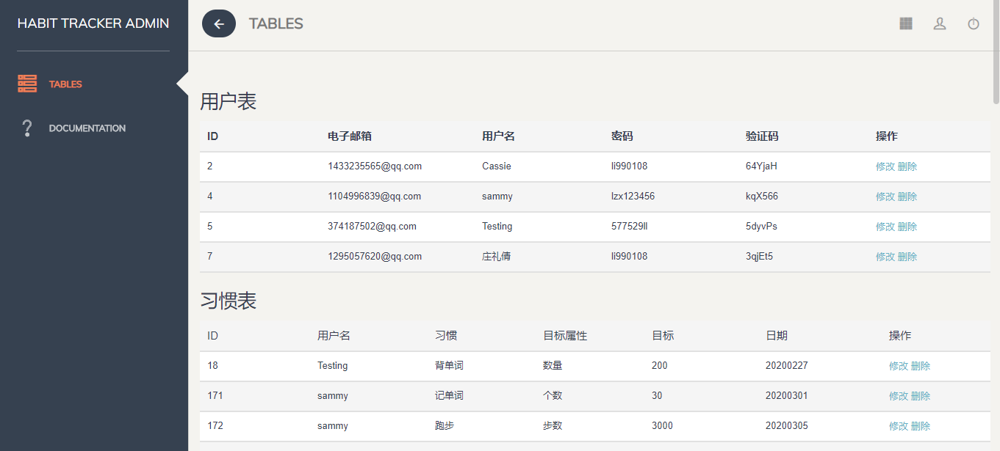 HABIT TRACKER ADMIN
TABLES
TABLES
DOCUMENTATION
用户表
ID 电子邮箱 用户名 密码 验证码 操作
2 1433235565@qq.com Cassie li990108 64YjaH 修改 删除
4 1104996839@qq.com sammy lzx123456 kqX566 修改 删除
5 374187502@qq.com Testing 577529ll 5dyvPs 修改 删除
7 1295057620@qq.com 庄礼倩 li990108 3qjEt5 修改 删除
习惯表
ID 用户名 习惯 目标属性 目标 日期 操作
18 Testing 背单词 数量 200 20200227 修改 删除
171 sammy 记单词 个数 30 20200301 修改 删除
172 sammy 跑步 步数 3000 20200305 修改 删除